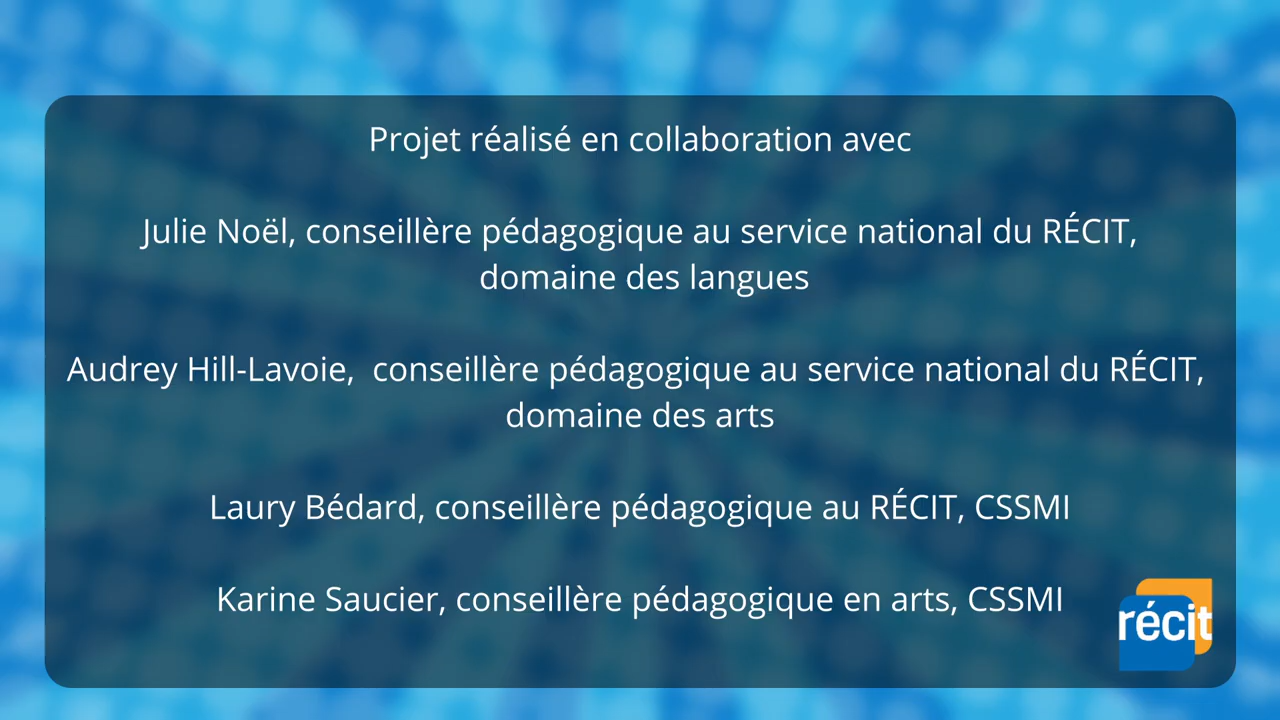 Projet réalisé en collaboration avec
Julie Noël, conseillère pédagogique au service national du RÉCIT,
domaine des langues
Audrey Hill-Lavoie,  conseillère pédagogique au service national du RÉCIT,
domaine des arts
Laury Bédard, conseillère pédagogique au RÉCIT, CSSMI
Karine Saucier, conseillère pédagogique en arts, CSSMI
récit